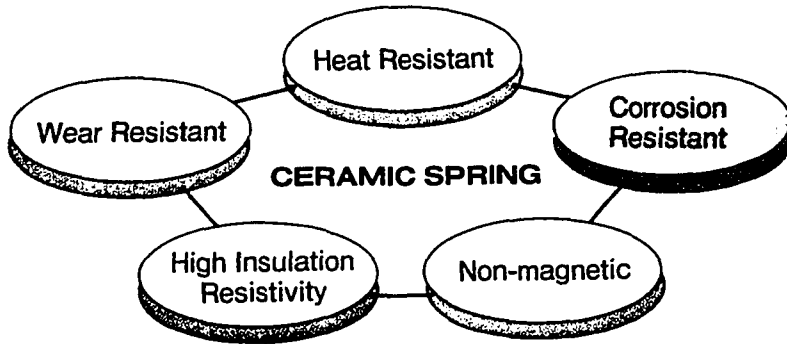 Heat Resistant
Wear Resistant
Corrosion
Resistant
CERAMIC SPRING
High Insulation
Resistivity
Non-magnetic